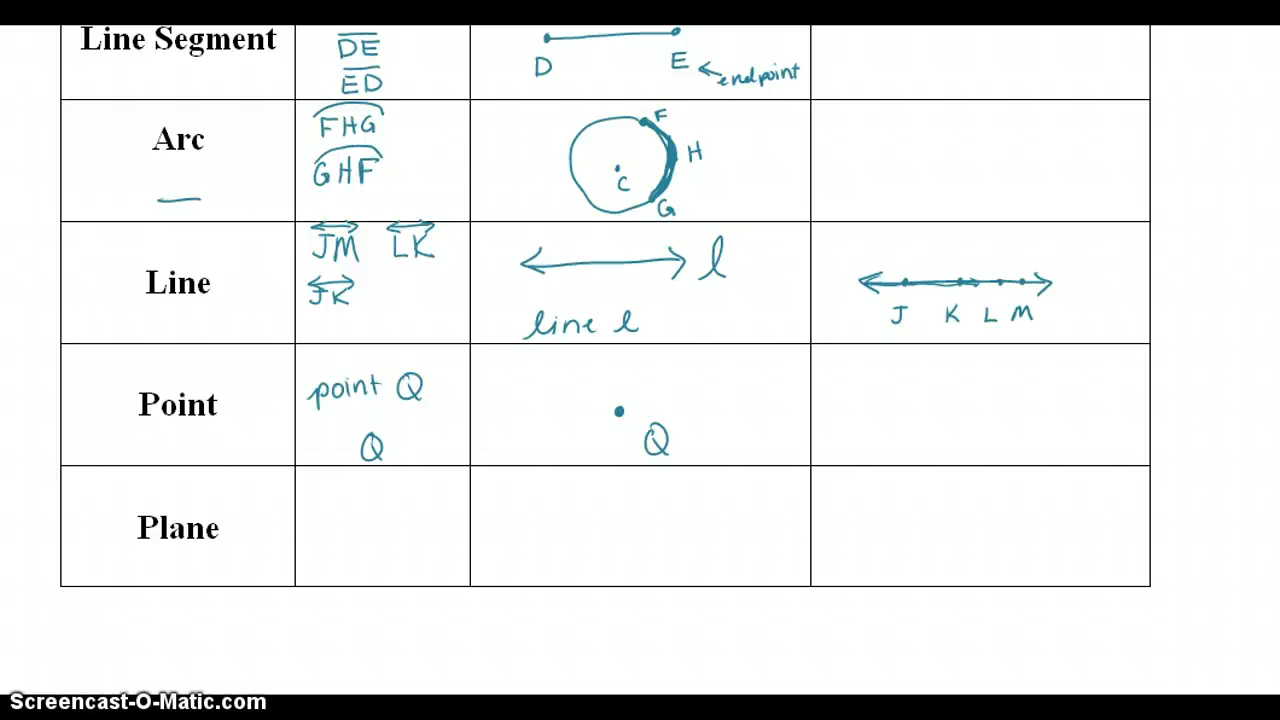 Line Segment
DE
ED
D
E
endpoint
Arc
FHG
GHF
F
H
C
G
Line
JM LK
JK
l
line l
J K L M
Point
point Q
Q
Q
Plane
Screencast-O-Matic.com